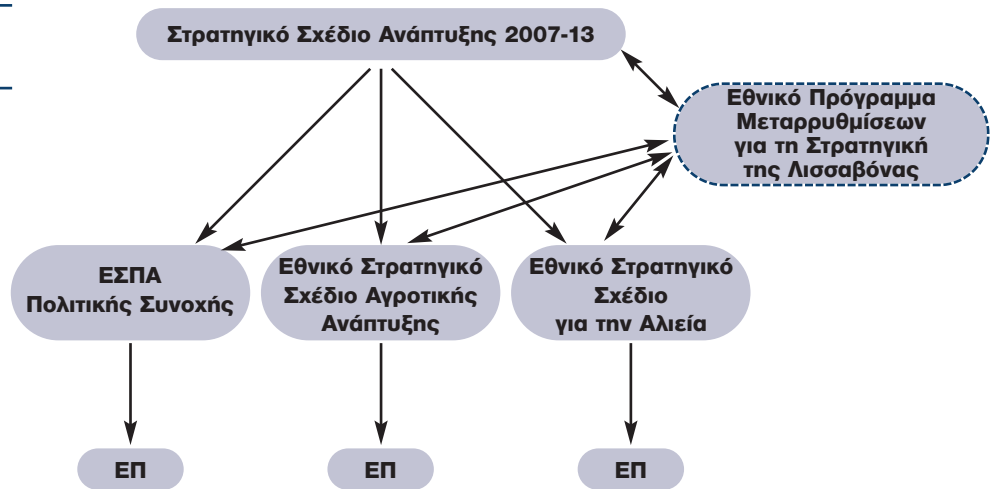 Στρατηγικό Σχέδιο Ανάπτυξης 2007-13
Εθνικό Πρόγραμμα
Μεταρρυθμίσεων
για τη Στρατηγική
της Λισσαβόνας
ΕΣΠΑ
Πολιτικής Συνοχής
Εθνικό Στρατηγικό
Σχέδιο Αγροτικής
Ανάπτυξης
Εθνικό Στρατηγικό
Σχέδιο
για την Αλιεία
ΕΠ
ΕΠ
ΕΠ